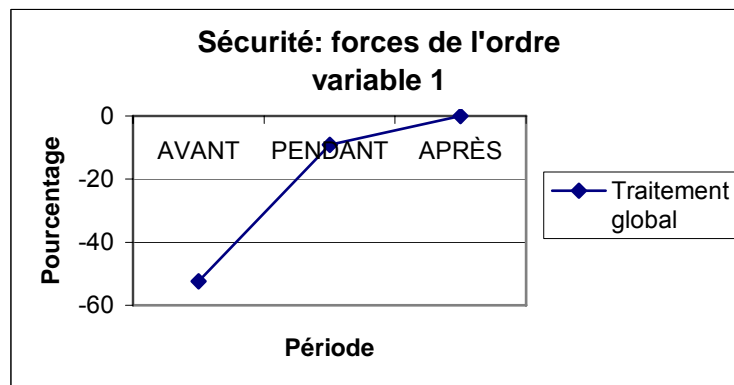 Sécurité: forces de l'ordre
variable 1
Pourcentage
0
-20
-40
-60
AVANT PENDANT APRÈS
Période
Traitement
global